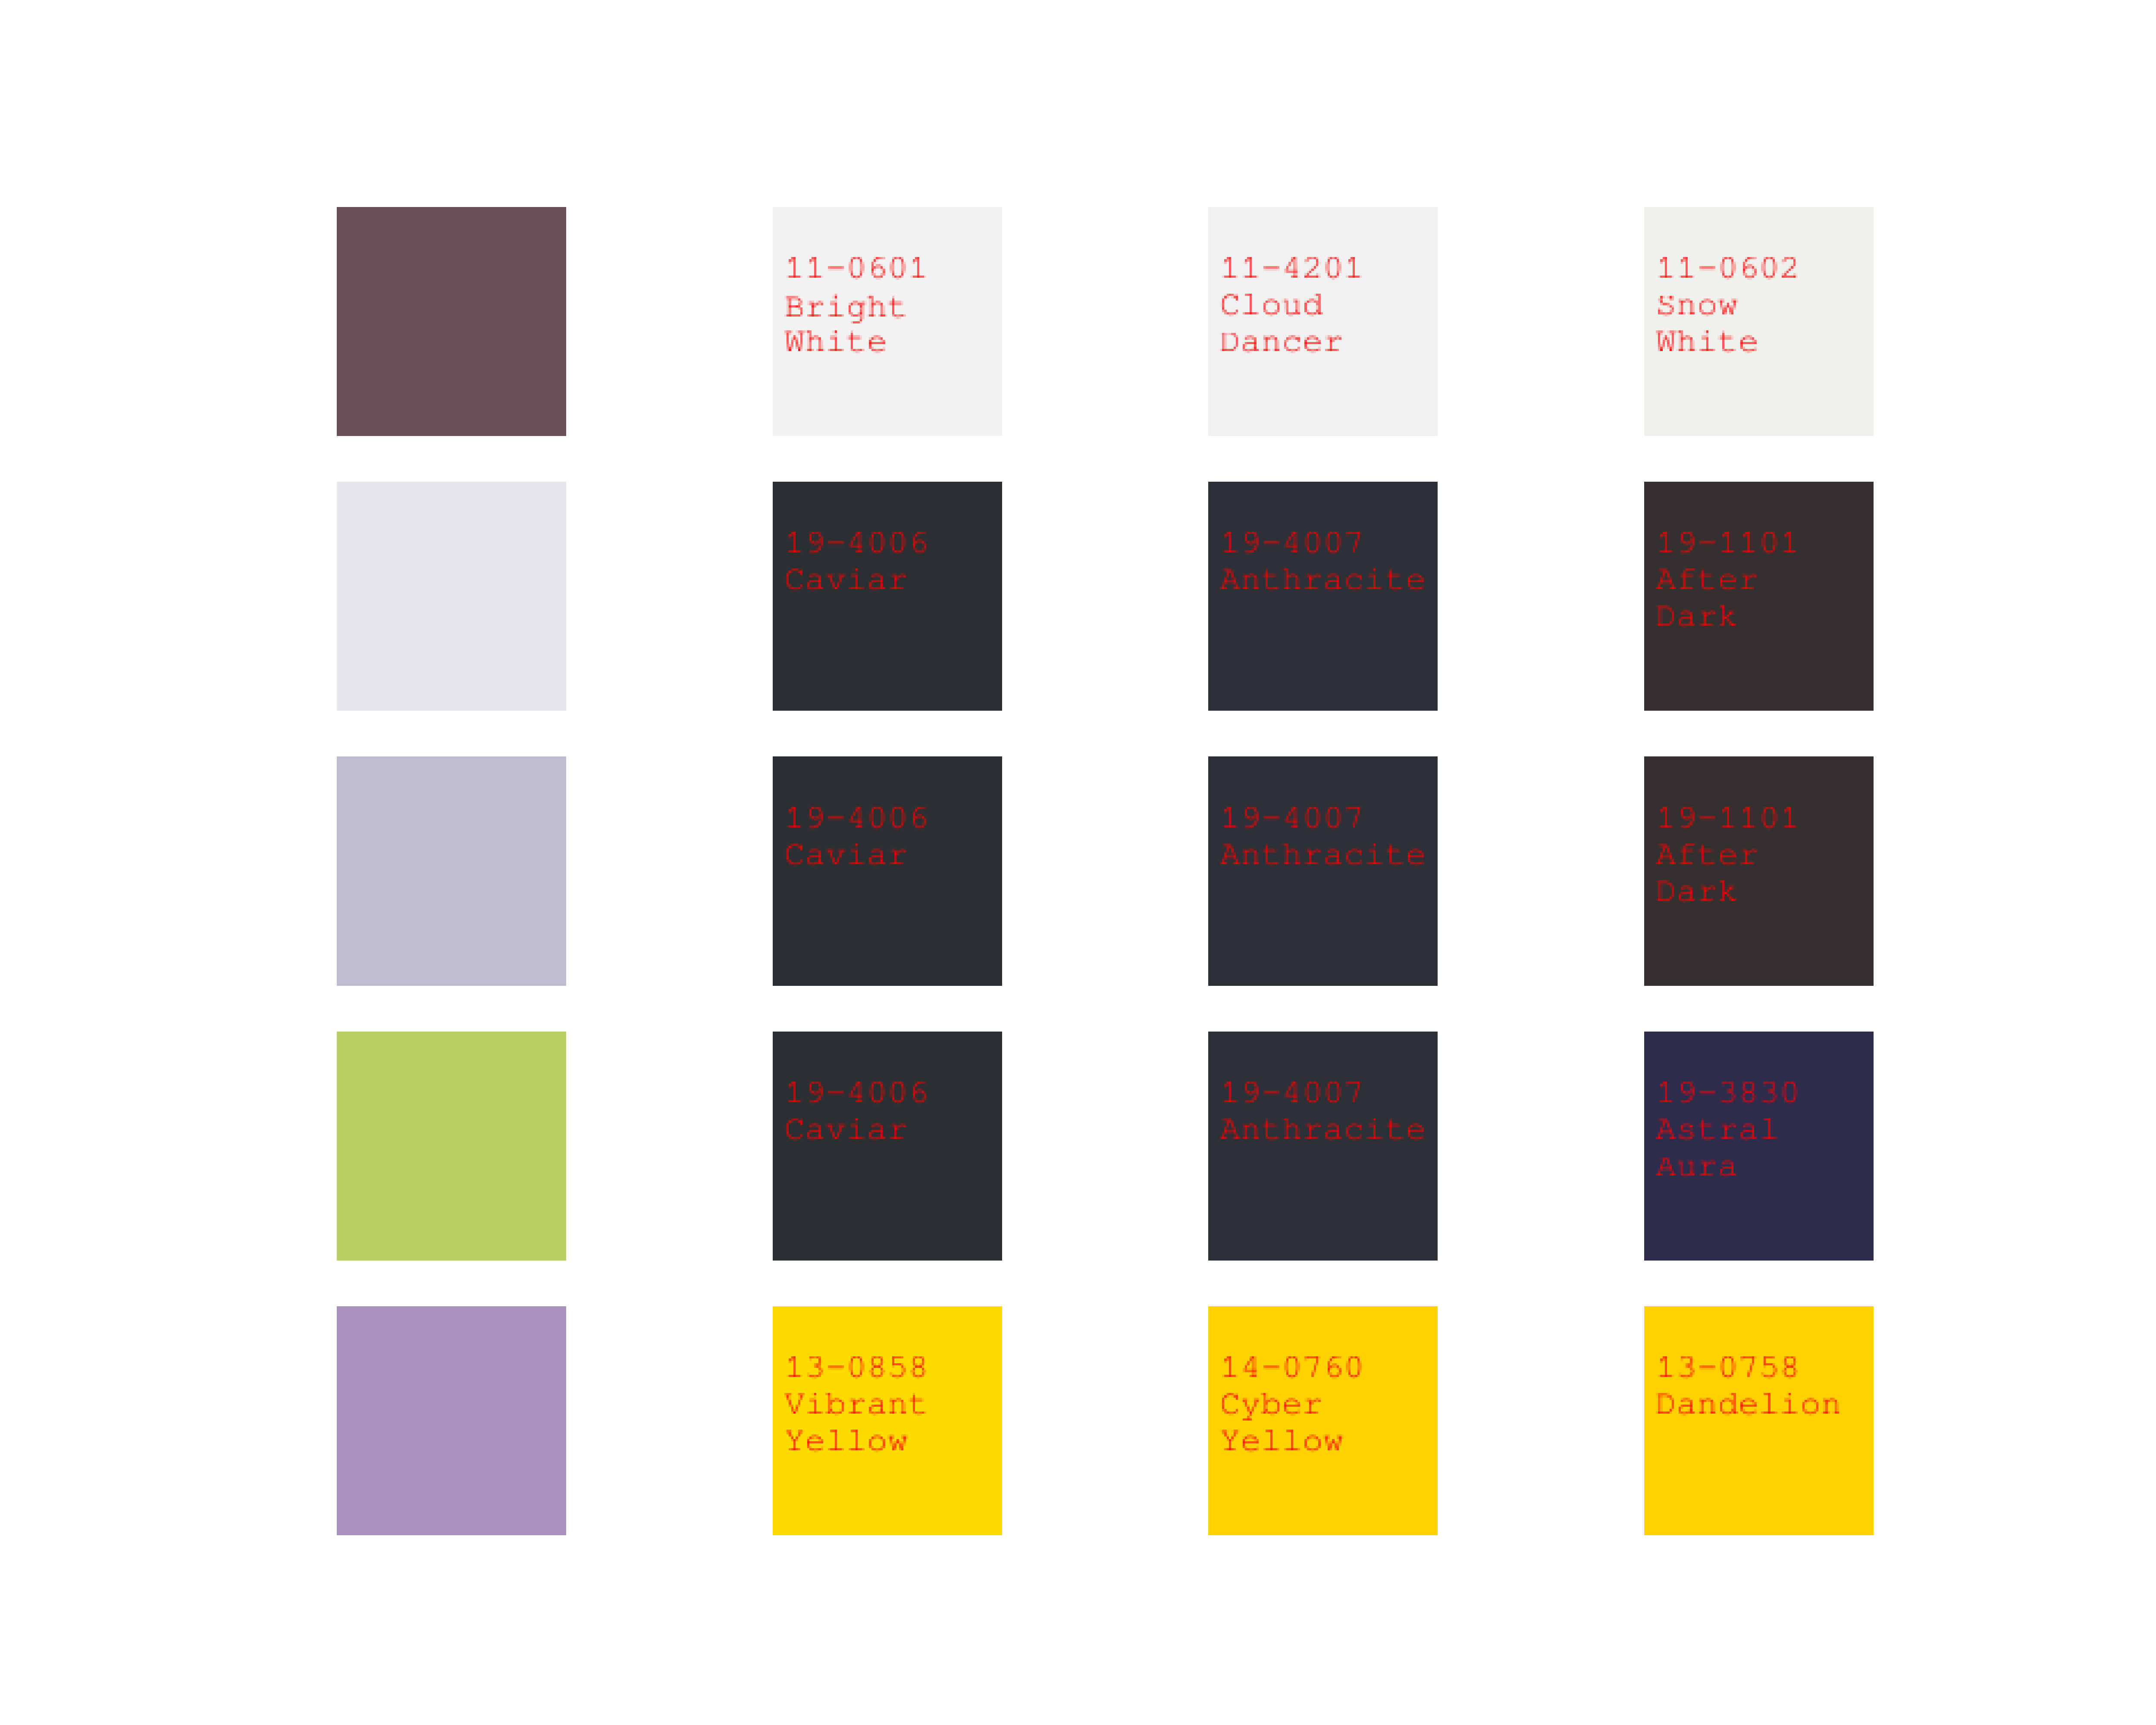 11-0601
Bright
White
11-4201
Cloud
Dancer
11-0602
Snow
White
19-4006
Caviar
19-4007
Anthracite
19-1101
After
Dark
19-4006
Caviar
19-4007
Anthracite
19-1101
After
Dark
19-4006
Caviar
19-4007
Anthracite
19-3830
Astral
Aura
13-0858
Vibrant
Yellow
14-0760
Cyber
Yellow
13-0758
Dandelion